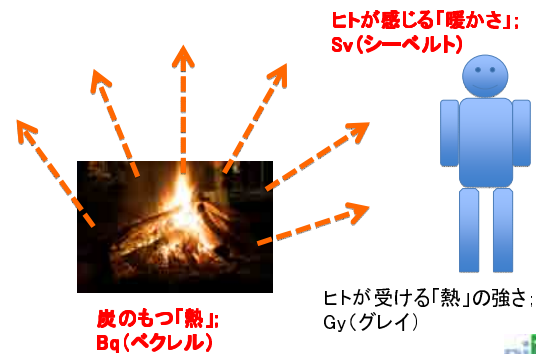 ヒトが感じる「暖かさ」;
Sv(シーベルト)
ヒトが受ける「熱」の強さ;
Gy(グレイ)
炭のもつ「熱」;
Bq(ベクレル)